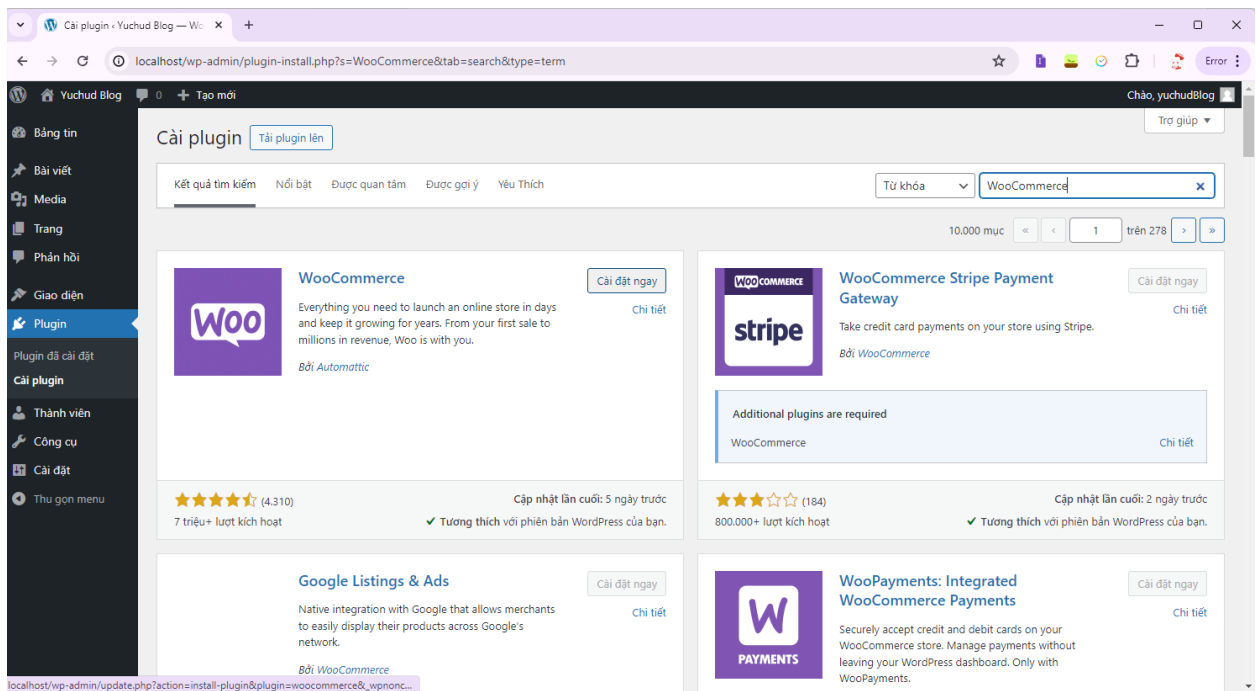 Cài plugin ‹ Yuchud Blog — Wo
localhost/wp-admin/plugin-install.php?s=WooCommerce&tab=search&type=term
Error
Yuchud Blog 0 Tạo mới
Chào, yuchudBlog
Bảng tin
Bài viết
Media
Trang
Phản hồi
Giao diện
Plugin
Plugin đã cài đặt
Cài plugin
Thành viên
Công cụ
Cài đặt
Thu gọn menu
Trợ giúp
Cài plugin Tải plugin lên
Kết quả tìm kiếm Nổi bật Được quan tâm Được gợi ý Yêu Thích
Từ khóa WooCommerce
10.000 mục « ‹ 1 trên 278 › »
WOO
WooCommerce
Cài đặt ngay
Chi tiết
Everything you need to launch an online store in days
and keep it growing for years. From your first sale to
millions in revenue, Woo is with you.
Bởi Automattic
(4.310)
7 triệu+ lượt kích hoạt
Cập nhật lần cuối: 5 ngày trước
Tương thích với phiên bản WordPress của bạn.
WOO COMMERCE
stripe
WooCommerce Stripe Payment
Gateway
Cài đặt ngay
Chi tiết
Take credit card payments on your store using Stripe.
Bởi WooCommerce
Additional plugins are required
WooCommerce Chi tiết
(184)
800.000+ lượt kích hoạt
Cập nhật lần cuối: 2 ngày trước
Tương thích với phiên bản WordPress của bạn.
Google Listings & Ads
Cài đặt ngay
Chi tiết
Native integration with Google that allows merchants
to easily display their products across Google's
network.
Bởi WooCommerce
W
PAYMENTS
WooPayments: Integrated
WooCommerce Payments
Cài đặt ngay
Chi tiết
Securely accept credit and debit cards on your
WooCommerce store. Manage payments without
leaving your WordPress dashboard. Only with
WooPayments.
localhost/wp-admin/update.php?action=install-plugin&plugin=woocommerce&_wpnonc...